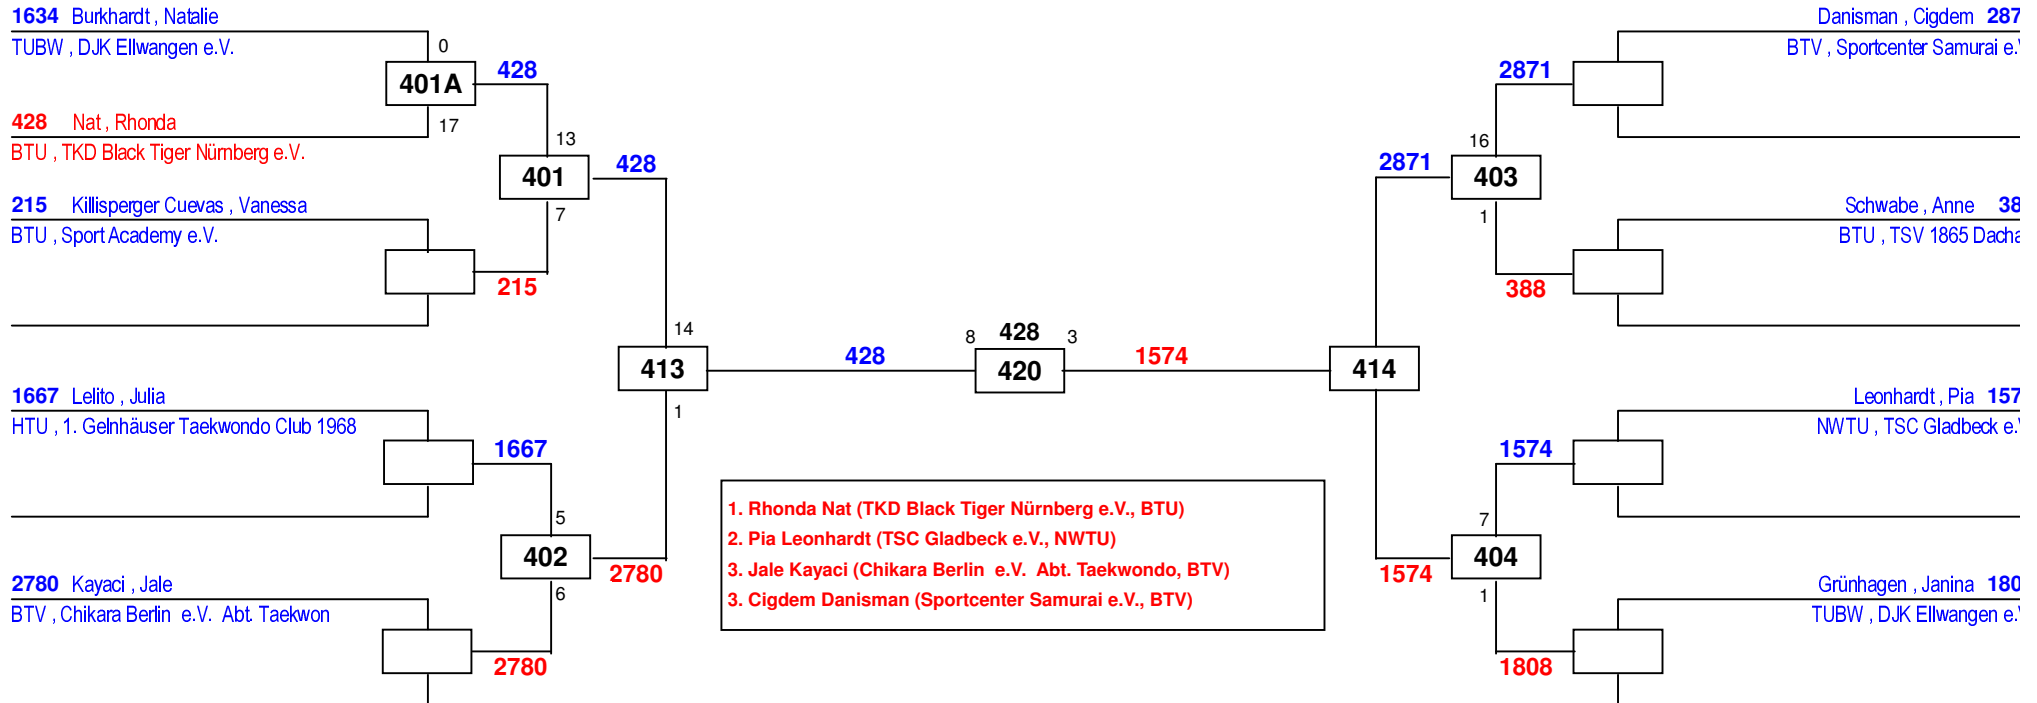 1634 Burkhardt , Natalie
TUBW , DJK Ellwangen e.V.
0
401A
428
17
428 Nat , Rhonda
BTU , TKD Black Tiger Nürnberg e.V.
13
401
428
7
215 Killisperger Cuevas , Vanessa
BTU , Sport Academy e.V.
215
14
413
1
428
1667 Lelito , Julia
HTU , 1. Gelnhäuser Taekwondo Club 1968
1667
5
402
6
2780
2780 Kayaci , Jale
BTV , Chikara Berlin e.V. Abt. Taekwon
2780
8 428 3
420
1574
1. Rhonda Nat (TKD Black Tiger Nürnberg e.V., BTU)
2. Pia Leonhardt (TSC Gladbeck e.V., NWTU)
3. Jale Kayaci (Chikara Berlin e.V. Abt. Taekwondo, BTV)
3. Cigdem Danisman (Sportcenter Samurai e.V., BTV)
Danisman , Cigdem 287
BTV , Sportcenter Samurai e.V
2871
16
2871
403
1
Schwabe , Anne 38
BTU , TSV 1865 Dacha
388
414
Leonhardt , Pia 157
NWTU , TSC Gladbeck e.V
1574
7
404
1574
1
Grünhagen , Janina 180
TUBW , DJK Ellwangen e.V
1808